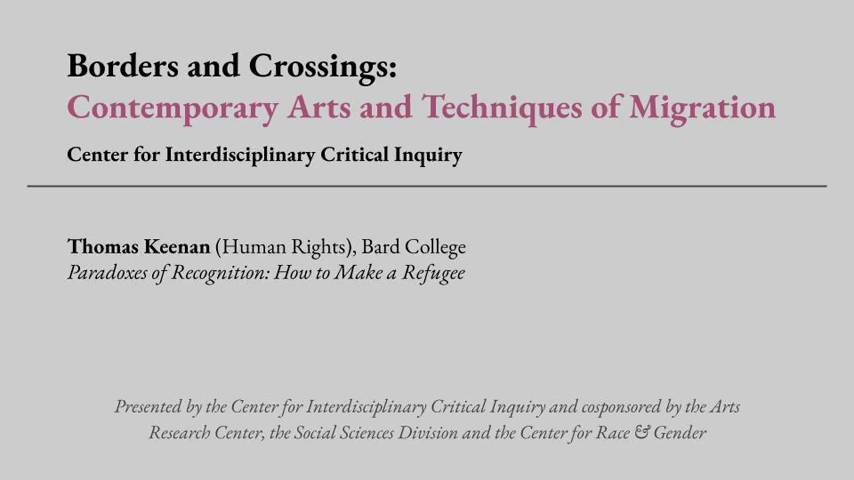 Borders and Crossings:
Contemporary Arts and Techniques of Migration
Center for Interdisciplinary Critical Inquiry
Thomas Keenan (Human Rights), Bard College
Paradoxes of Recognition: How to Make a Refugee
Presented by the Center for Interdisciplinary Critical Inquiry and cosponsored by the Arts
Research Center, the Social Sciences Division and the Center for Race & Gender